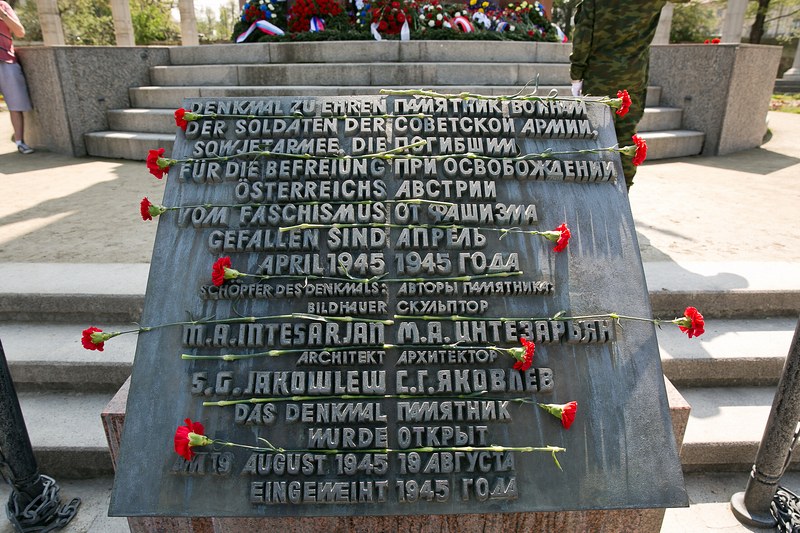 DENKMAL ZU EHREN
DER SOLDATEN DER
SOWJETARMEE, DIE
FÜR DIE BEFREIUNG
ÖSTERREICHS
VOM FASCHISMUS
GEFALLEN SIND
APRIL 1945
SCHÖPFER DES DENKMALS:
BILDHAUER
M.A. INTESARJAN
ARCHITEKT
S.G. JAKOWLEW
DAS DENKMAL
WURDE
AM 19 AUGUST 1945
EINGEWEIHT
ПАМЯТНИК ВОИНАМ
СОВЕТСКОЙ АРМИИ,
ПОГИБШИМ
ПРИ ОСВОБОЖДЕНИИ
АВСТРИИ
ОТ ФАШИЗМА
АПРЕЛЬ
1945 ГОДА
АВТОРЫ ПАМЯТНИКА:
СКУЛЬПТОР
М.А. ИНТЕЗАРЬЯН
АРХИТЕКТОР
С.Г. ЯКОВЛЕВ
ПАМЯТНИК
ОТКРЫТ
19 АВГУСТА
1945 ГОДА